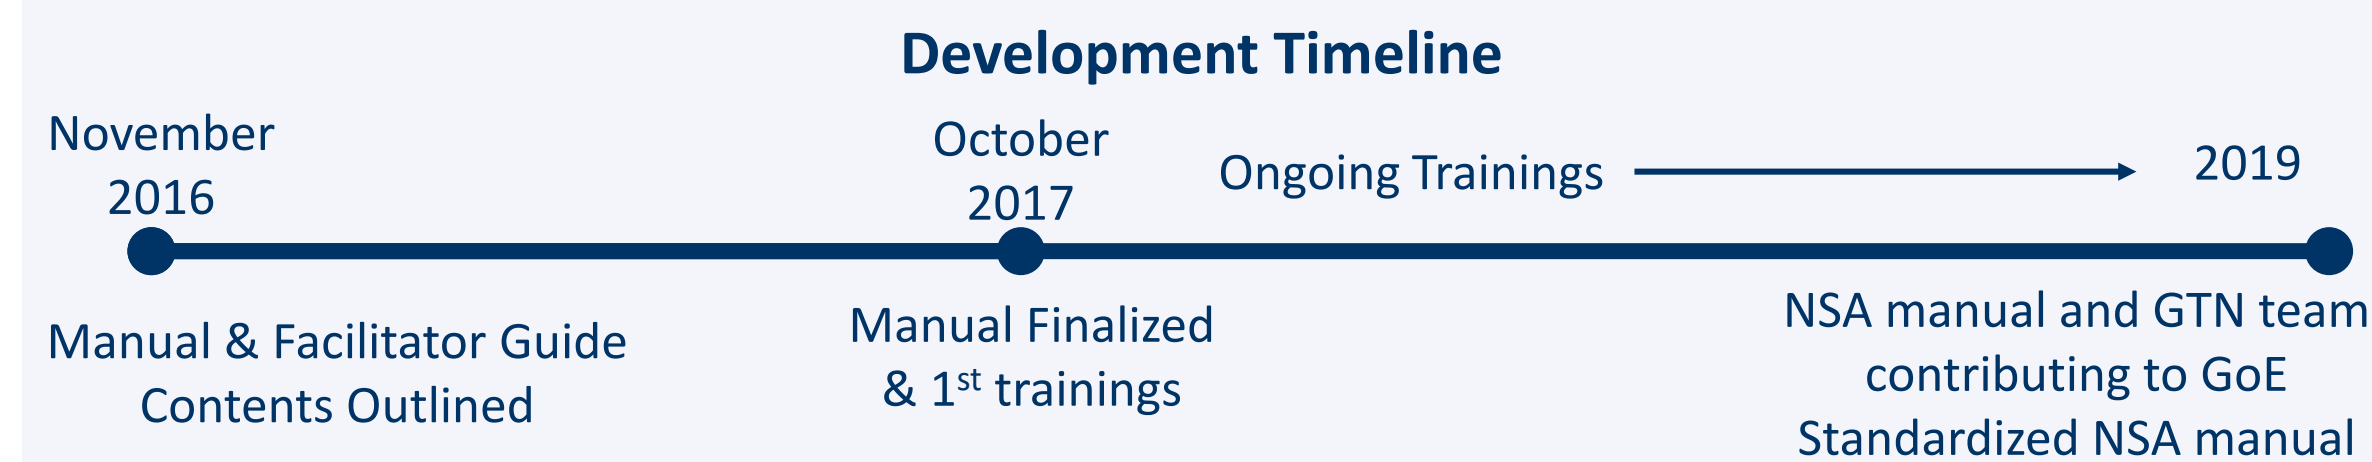 Development Timeline
November
2016
Manual & Facilitator Guide
Contents Outlined
October
2017
Manual Finalized
& 1st trainings
Ongoing Trainings
2019
NSA manual and GTN team
contributing to GoE
Standardized NSA manual